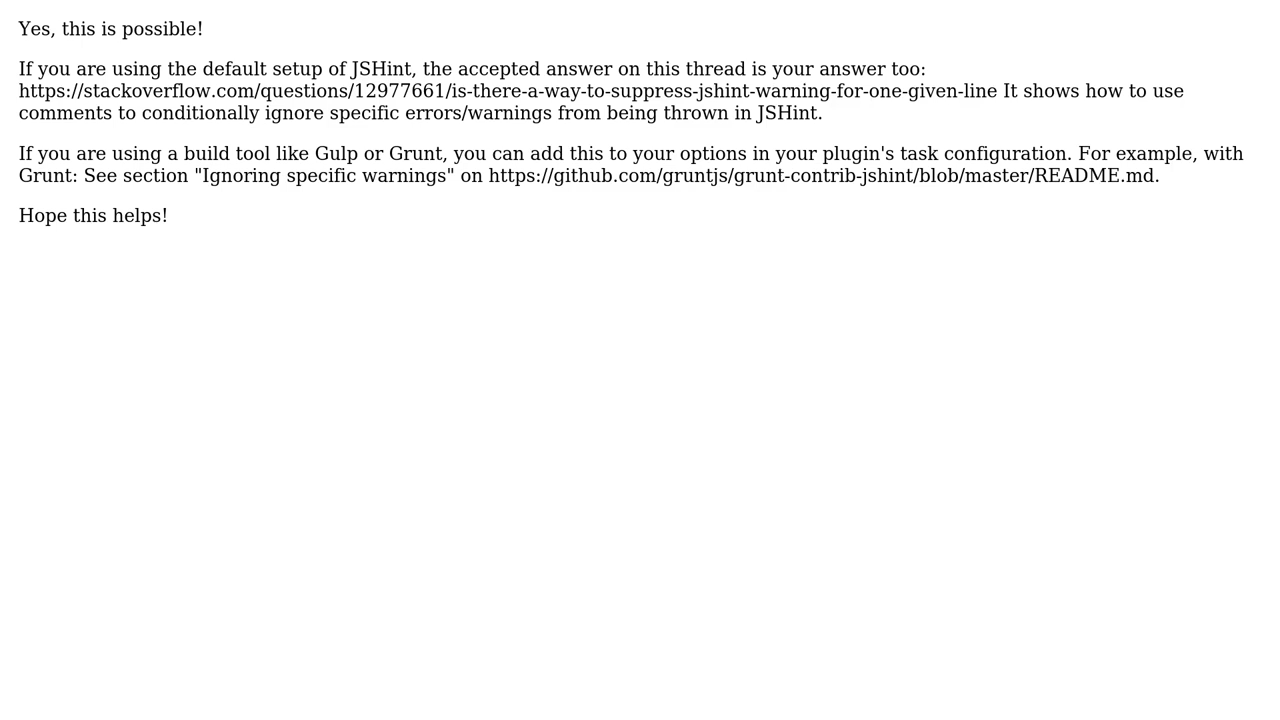 Yes, this is possible!
If you are using the default setup of JSHint, the accepted answer on this thread is your answer too:
https://stackoverflow.com/questions/12977661/is-there-a-way-to-suppress-jshint-warning-for-one-given-line It shows how to use
comments to conditionally ignore specific errors/warnings from being thrown in JSHint.
If you are using a build tool like Gulp or Grunt, you can add this to your options in your plugin's task configuration. For example, with
Grunt: See section "Ignoring specific warnings" on https://github.com/gruntjs/grunt-contrib-jshint/blob/master/README.md.
Hope this helps!